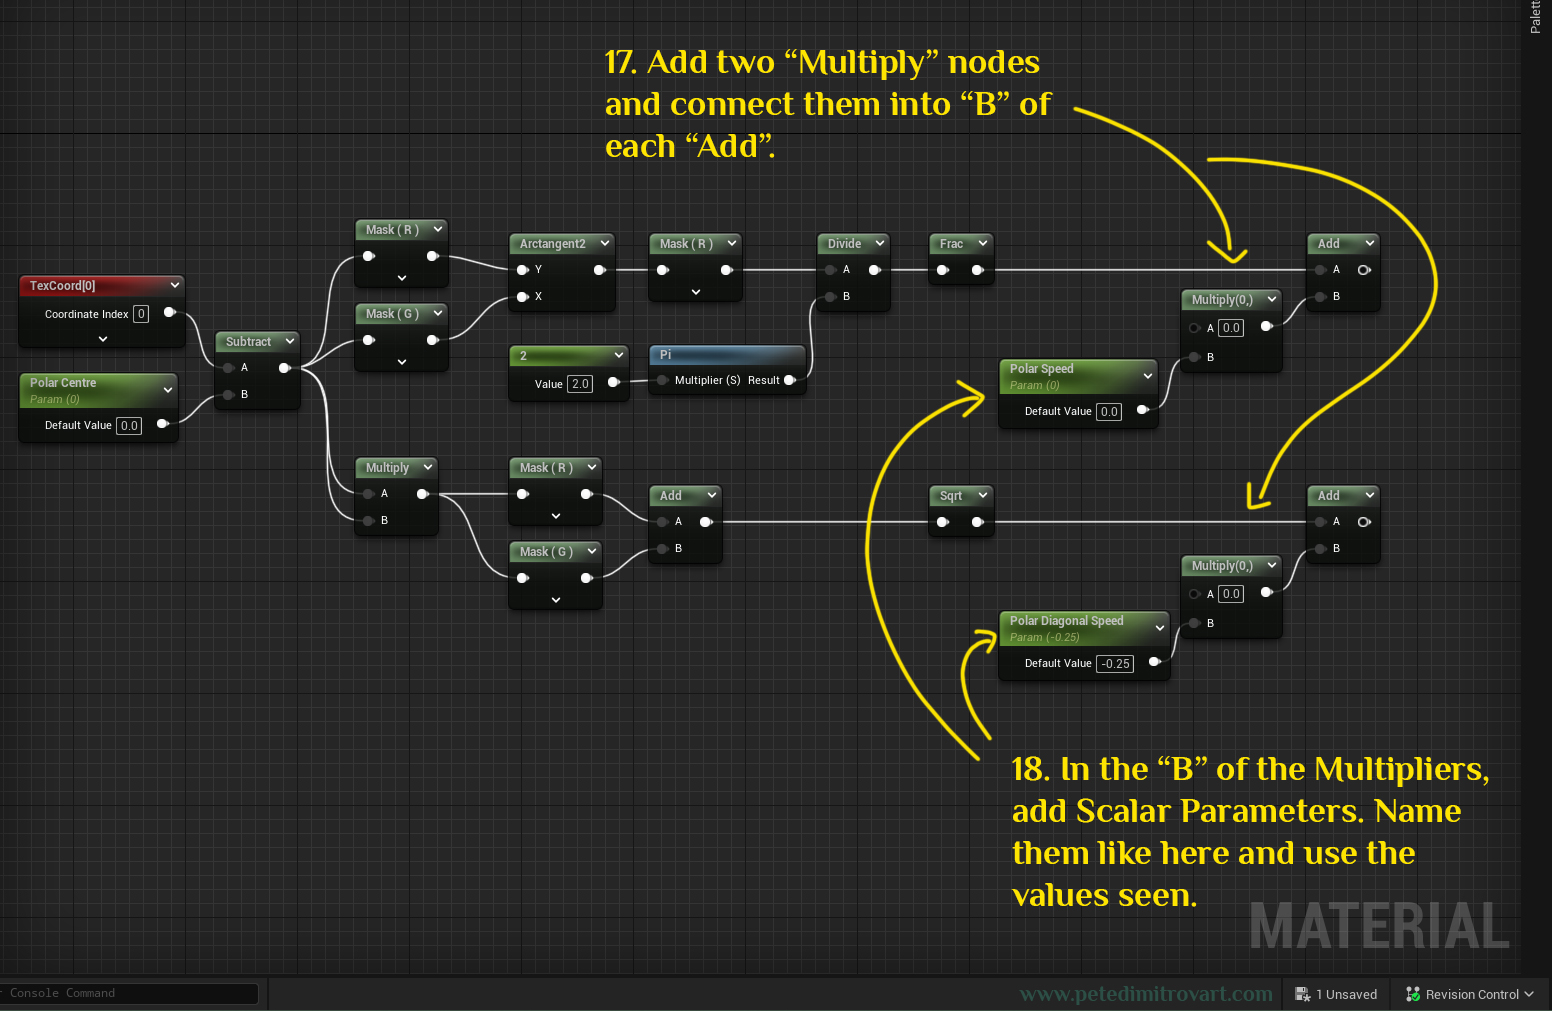 Palett
17. Add two “Multiply” nodes
and connect them into “B” of
each “Add”.
Mask ( R )
Arctangent2
Y
X
Mask ( R )
Divide
A
B
Frac
Add
A
B
TexCoord[0]
Coordinate Index 0
Mask ( G )
Multiply(0,)
A 0.0
B
Subtract
A
B
2
Value 2.0
Pi
Multiplier (S) Result
Polar Speed
Param (0)
Default Value 0.0
Polar Centre
Param (0)
Default Value 0.0
Multiply
A
B
Mask ( R )
Add
A
B
Sqrt
Add
A
B
Mask ( G )
Multiply(0,)
A 0.0
B
Polar Diagonal Speed
Param (-0.25)
Default Value -0.25
18. In the “B” of the Multipliers,
add Scalar Parameters. Name
them like here and use the
values seen.
MATERIAL
r Console Command
www.petedimitrovart.com
1 Unsaved
Revision Control